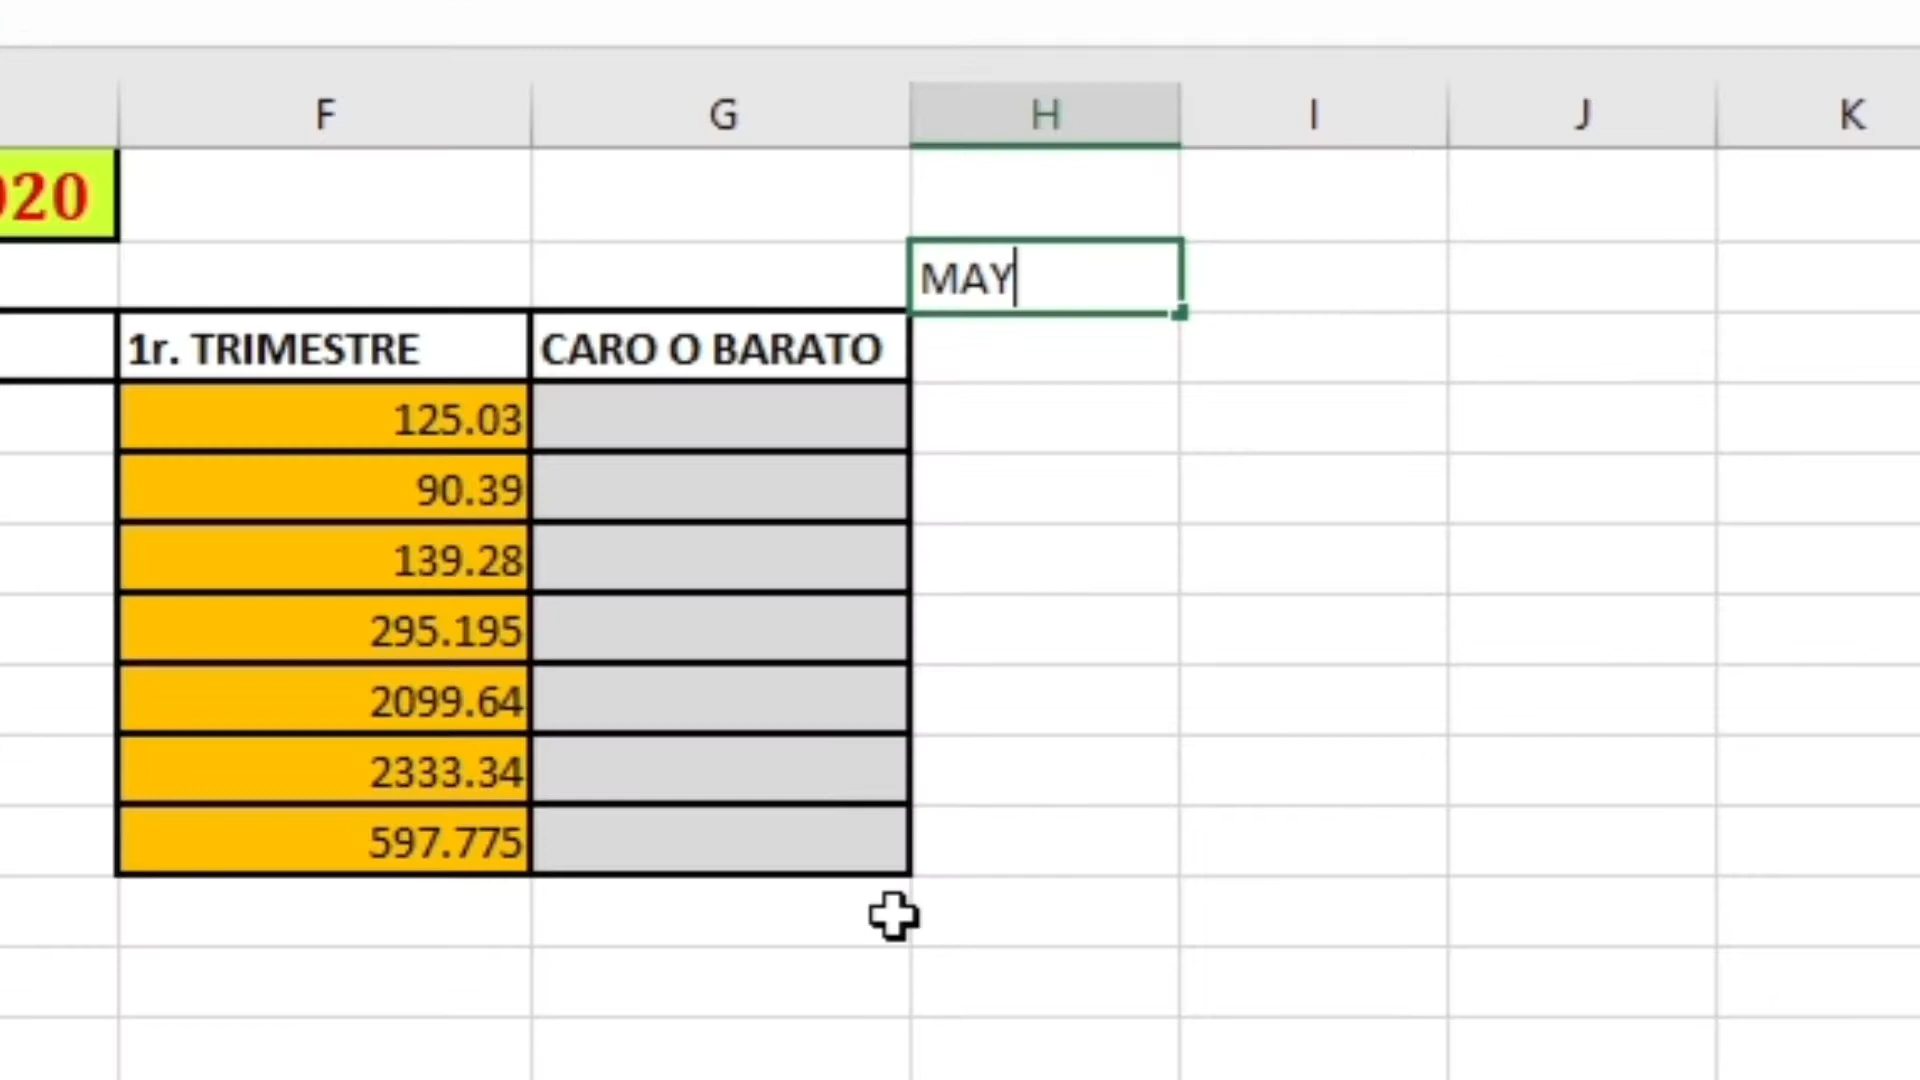 F G H I J K
020
MAY
1r. TRIMESTRE CARO O BARATO
125.03
90.39
139.28
295.195
2099.64
2333.34
597.775